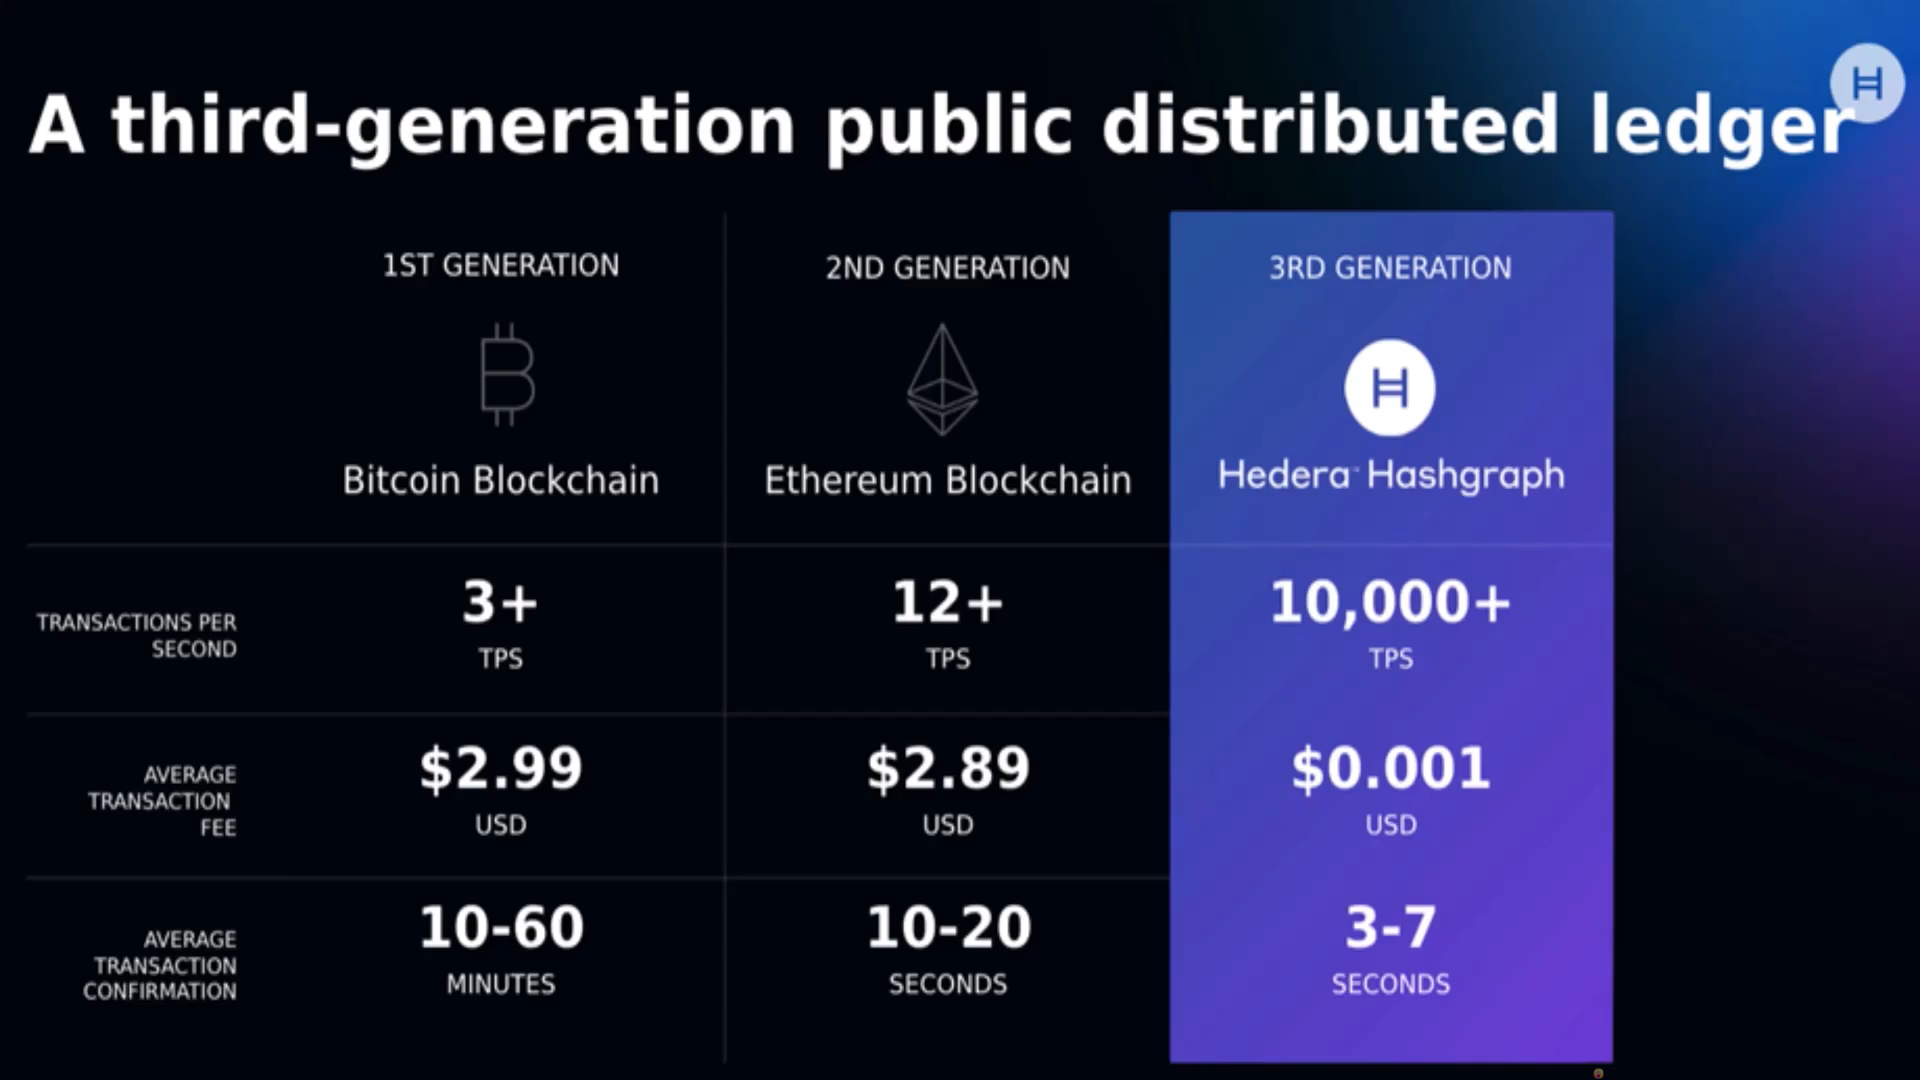 A third-generation public distributed ledger
1ST GENERATION
2ND GENERATION
3RD GENERATION
Bitcoin Blockchain
Ethereum Blockchain
Hedera Hashgraph
TRANSACTIONS PER
SECOND
3+
TPS
12+
TPS
10,000+
TPS
AVERAGE
TRANSACTION
FEE
$2.99
USD
$2.89
USD
$0.001
USD
AVERAGE
TRANSACTION
CONFIRMATION
10-60
MINUTES
10-20
SECONDS
3-7
SECONDS